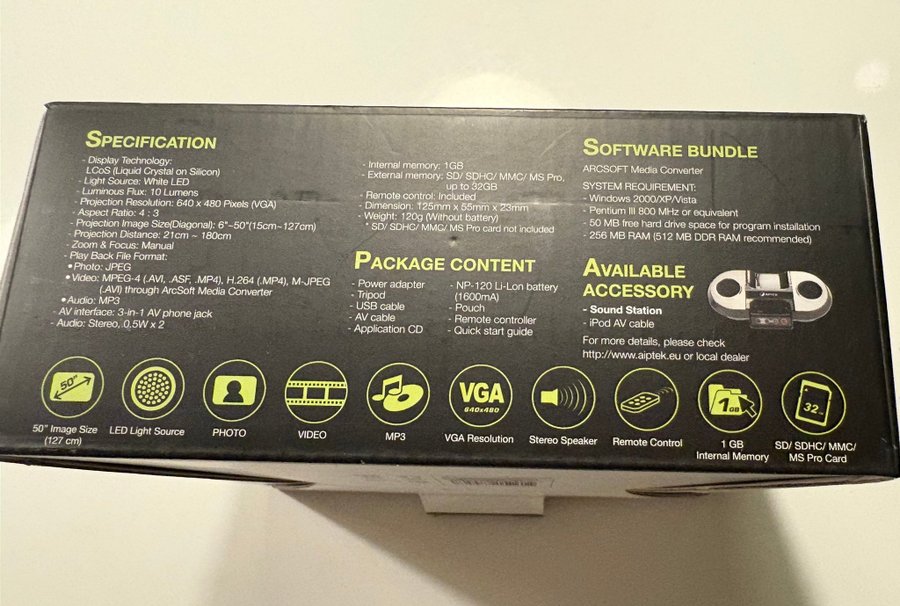 SPECIFICATION
- Display Technology:
LCoS (Liquid Crystal on Silicon)
- Light Source: White LED
- Luminous Flux: 10 Lumens
- Projection Resolution: 640 x 480 Pixels (VGA)
- Aspect Ratio: 4 : 3
- Projection Image Size(Diagonal): 6"~50"(15cm~127cm)
- Projection Distance: 21cm ~ 180cm
- Zoom & Focus: Manual
- Play Back File Format:
• Photo: JPEG
• Video: MPEG-4 (.AVI, .ASF, .MP4), H.264 (.MP4), M-JPEG
(.AVI) through ArcSoft Media Converter
• Audio: MP3
- AV interface: 3-in-1 AV phone jack
- Audio: Stereo, 0.5W x 2
- Internal memory: 1GB
- External memory: SD/ SDHC/ MMC/ MS Pro,
up to 32GB
- Remote control: Included
- Dimension: 125mm x 55mm x 23mm
- Weight: 120g (Without battery)
* SD/ SDHC/ MMC/ MS Pro card not included
PACKAGE CONTENT
- Power adapter
- Tripod
- USB cable
- AV cable
- Application CD
- NP-120 Li-Lon battery
(1600mA)
- Pouch
- Remote controller
- Quick start guide
SOFTWARE BUNDLE
ARCSOFT Media Converter
SYSTEM REQUIREMENT:
- Windows 2000/XP/Vista
- Pentium III 800 MHz or equivalent
- 50 MB free hard drive space for program installation
- 256 MB RAM (512 MB DDR RAM recommended)
AVAILABLE
ACCESSORY
- Sound Station
- iPod AV cable
For more details, please check
http://www.aiptek.eu or local dealer
AIPTEK
50"
50" Image Size
(127 cm)
LED Light Source
PHOTO
VIDEO
MP3
VGA
640x480
VGA Resolution
Stereo Speaker
Remote Control
1GB
1 GB
Internal Memory
32GB
SD/ SDHC/ MMC/
MS Pro Card